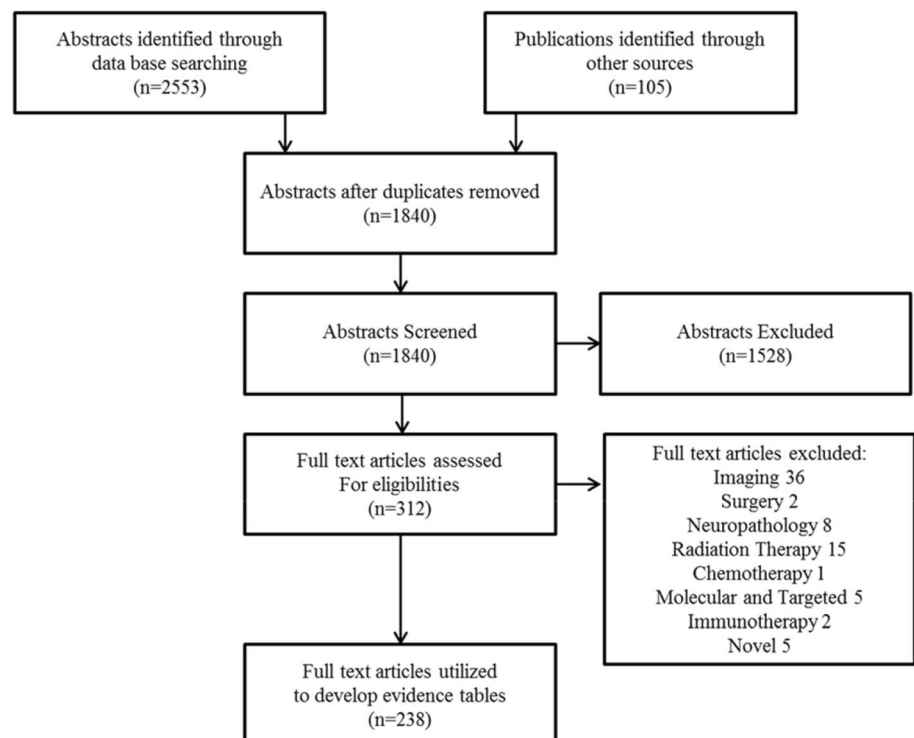 Abstracts identified through
data base searching
(n=2553)
Publications identified through
other sources
(n=105)
Abstracts after duplicates removed
(n=1840)
Abstracts Screened
(n=1840)
Abstracts Excluded
(n=1528)
Full text articles assessed
For eligibilities
(n=312)
Full text articles excluded:
Imaging 36
Surgery 2
Neuropathology 8
Radiation Therapy 15
Chemotherapy 1
Molecular and Targeted 5
Immunotherapy 2
Novel 5
Full text articles utilized
to develop evidence tables
(n=238)